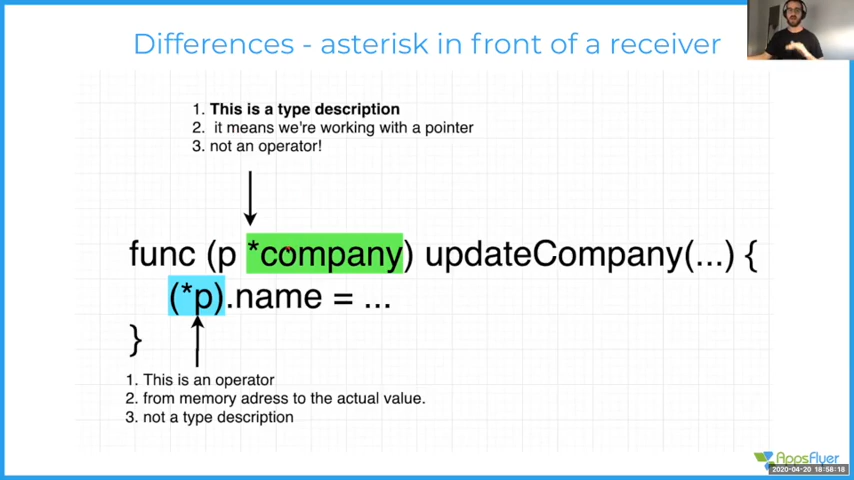 Differences - asterisk in front of a receiver
1. This is a type description
2. it means we're working with a pointer
3. not an operator!
func (p *company) updateCompany(...) {
(*p).name = ...
}
1. This is an operator
2. from memory adress to the actual value.
3. not a type description
AppsFlyer
2020-04-20 18:58:18